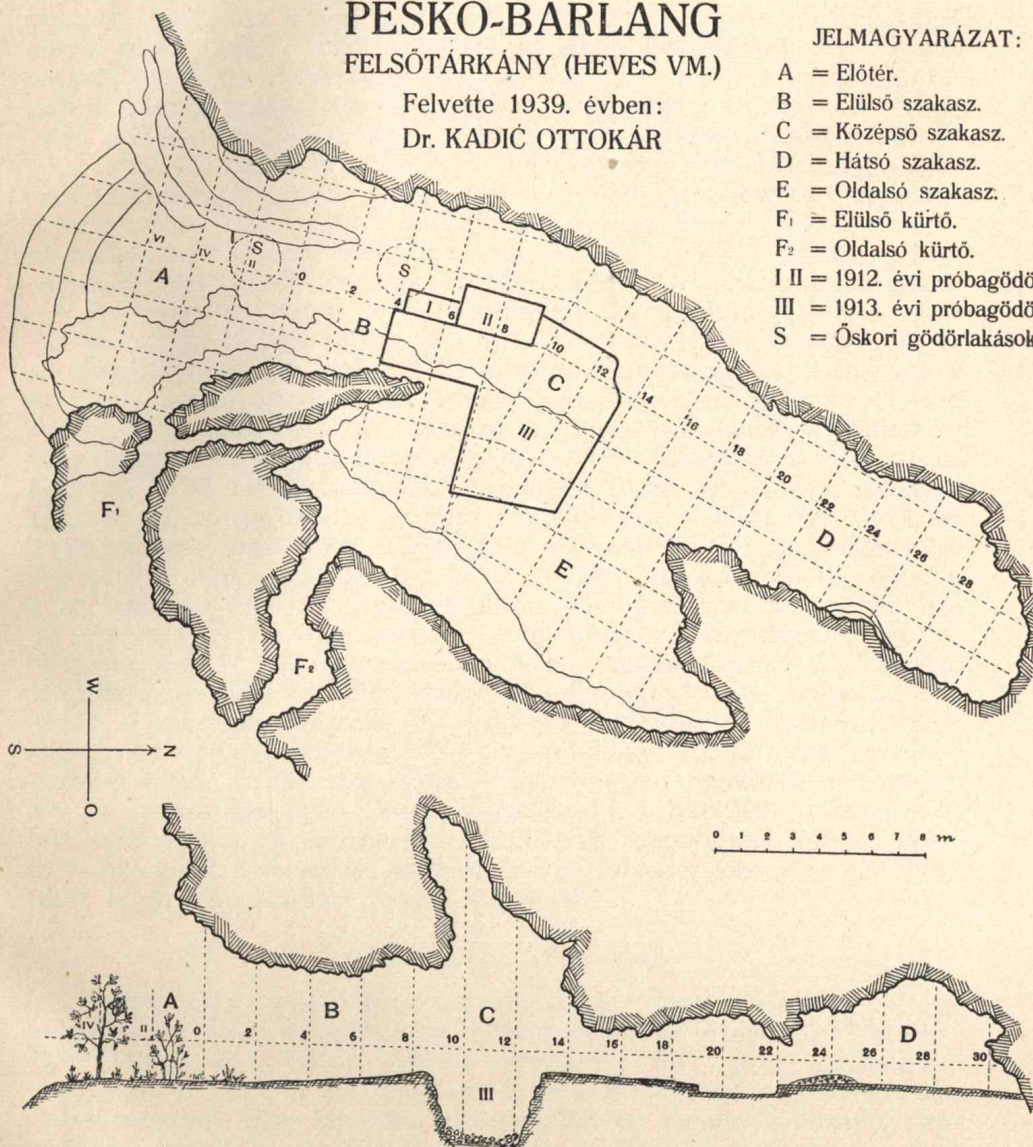 PESKŐ-BARLANG
FELSŐTÁRKÁNY (HEVES VM.)
Felvette 1939. évben:
Dr. KADIĆ OTTOKÁR
JELMAGYARÁZAT:
A = Előtér.
B = Elülső szakasz.
C = Középső szakasz.
D = Hátsó szakasz.
E = Oldalsó szakasz.
F₁ = Elülső kürtő.
F₂ = Oldalsó kürtő.
I II = 1912. évi próbagödö
III = 1913. évi próbagödö
S = Őskori gödörlakások
VI IV II 0 2 4 6 8 10 12 14 16 18 20 22 24 26 28
S
S
A
B
I
II
C
III
D
E
F₁
F₂
W
S N
O
0 1 2 3 4 5 6 7 8 m
A
B
C
D
IV II 0 2 4 6 8 10 12 14 16 18 20 22 24 26 28 30
III